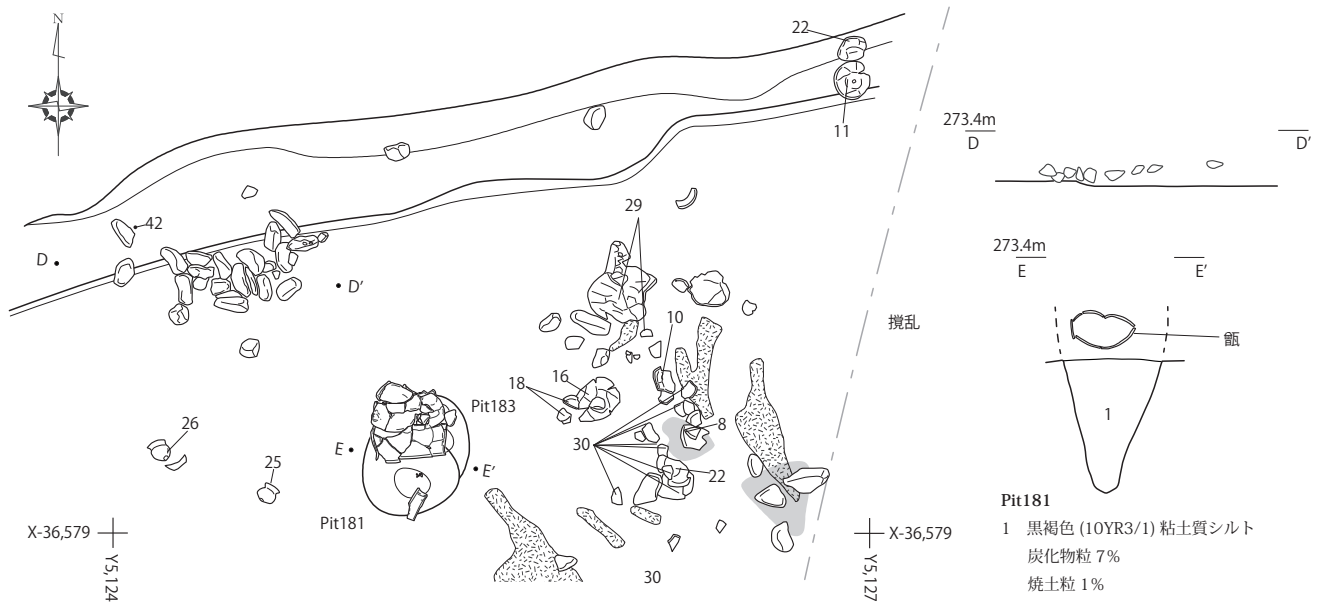 N
22
11
42
D
D'
29
10
18
16
8
30
22
Pit183
26
25
E
E'
Pit181
X-36,579
Y5,124
X-36,579
Y5,127
30
撹乱
273.4m
D
D'
273.4m
E
E'
甑
1
Pit181
1 黒褐色 (10YR3/1) 粘土質シルト
炭化物粒 7%
焼土粒 1%